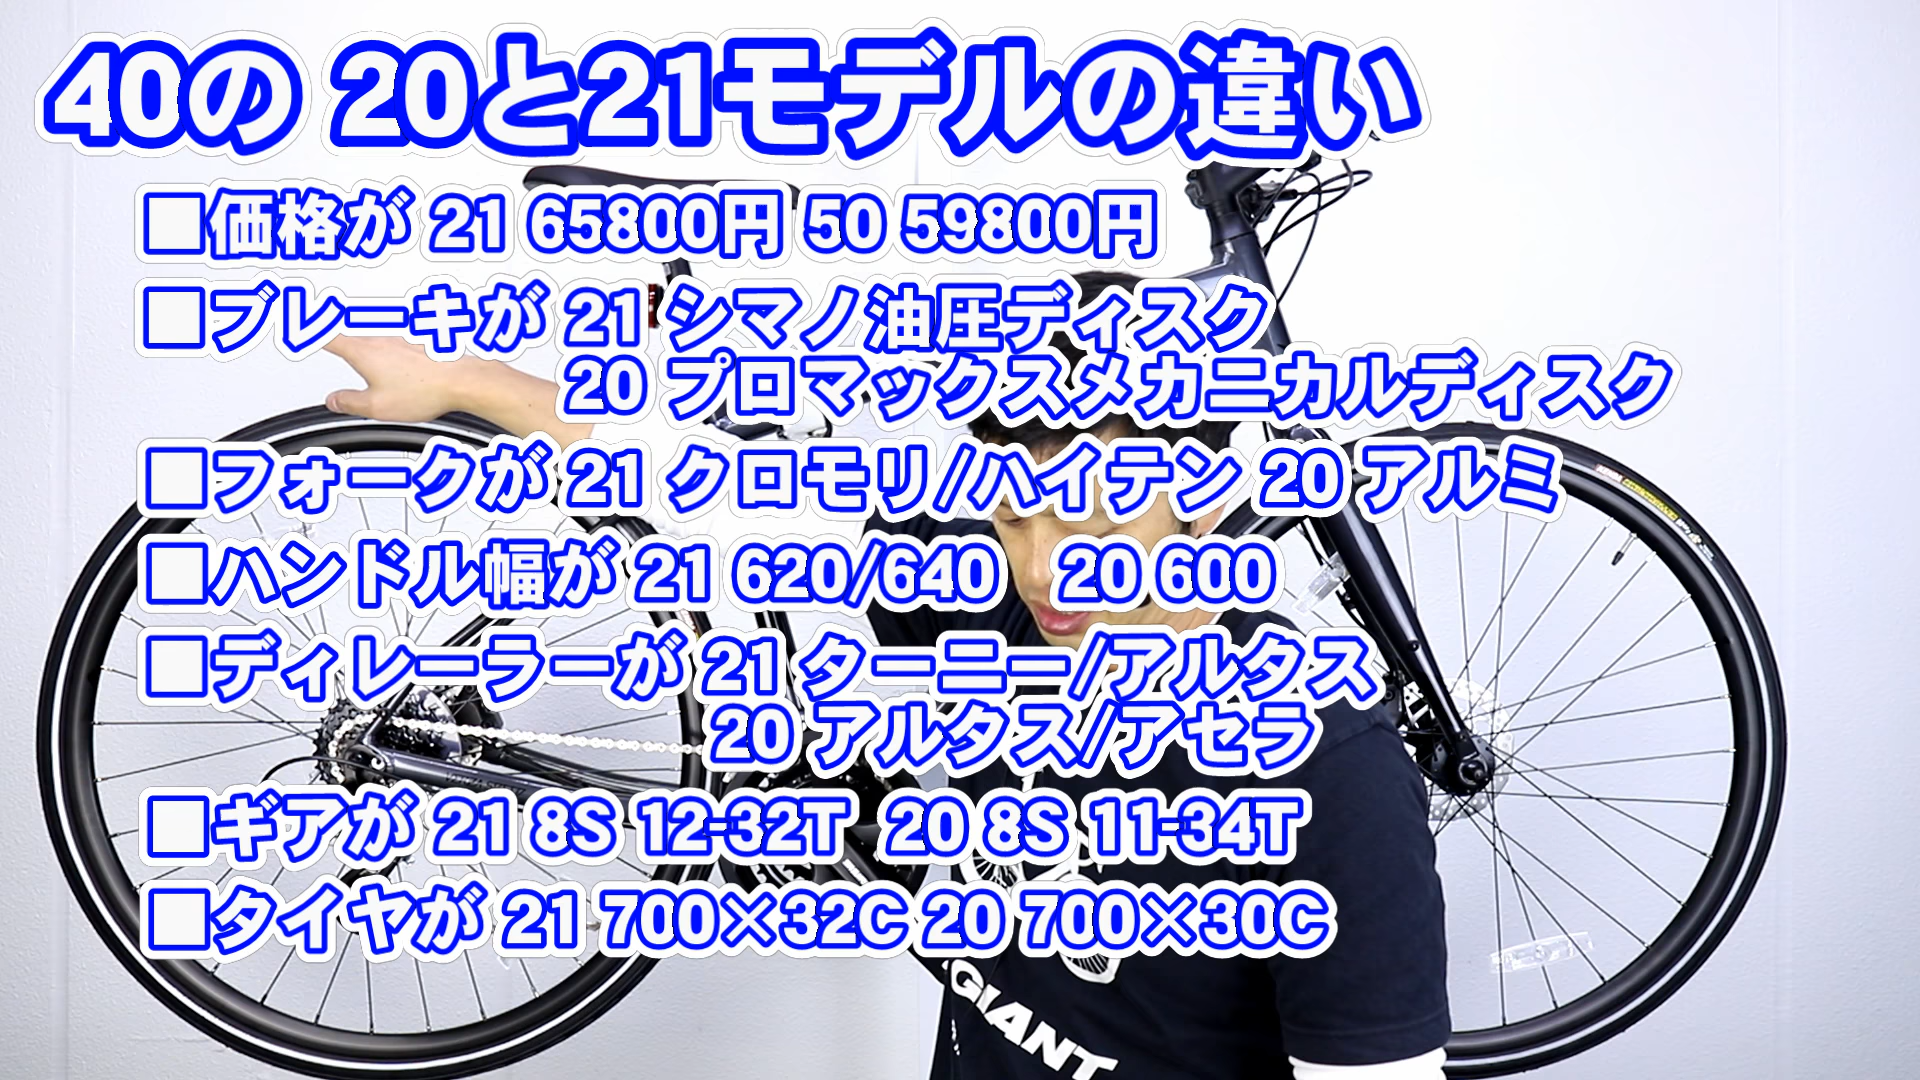 40の 20と21モデルの違い
■価格が 21 65800円 50 59800円
■ブレーキが 21 シマノ油圧ディスク
20 プロマックスメカニカルディスク
■フォークが 21 クロモリ/ハイテン 20 アルミ
■ハンドル幅が 21 620/640 20 600
■ディレーラーが 21 ターニー/アルタス
20 アルタス/アセラ
■ギアが 21 8S 12-32T 20 8S 11-34T
■タイヤが 21 700×32C 20 700×30C
GIANT